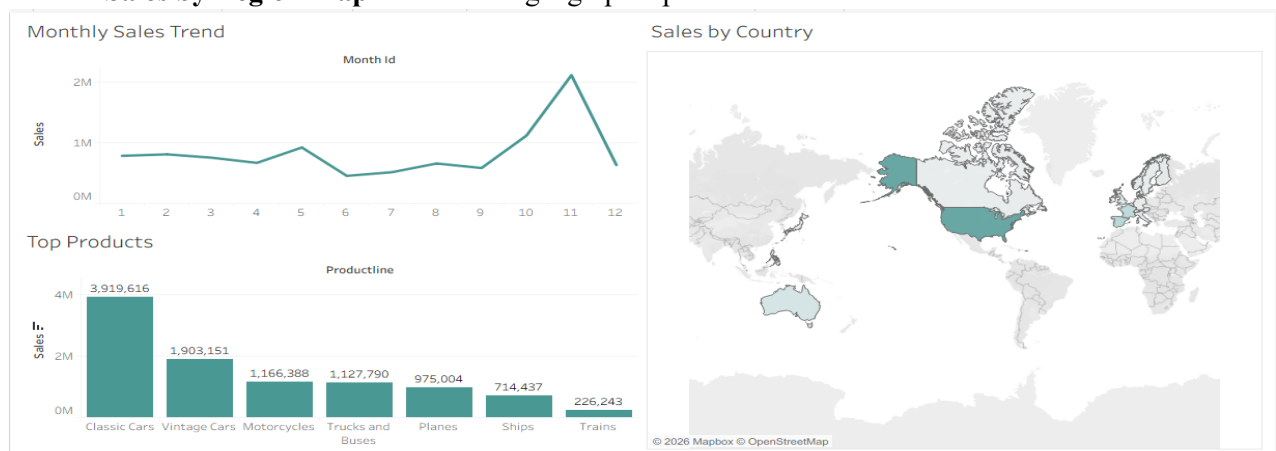 Monthly Sales Trend
Month Id
Sales
2M
1M
0M
1 2 3 4 5 6 7 8 9 10 11 12
Top Products
Productline
Sales
4M
2M
0M
3,919,616
1,903,151
1,166,388
1,127,790
975,004
714,437
226,243
Classic Cars Vintage Cars Motorcycles Trucks and Buses Planes Ships Trains
Sales by Country
© 2026 Mapbox © OpenStreetMap